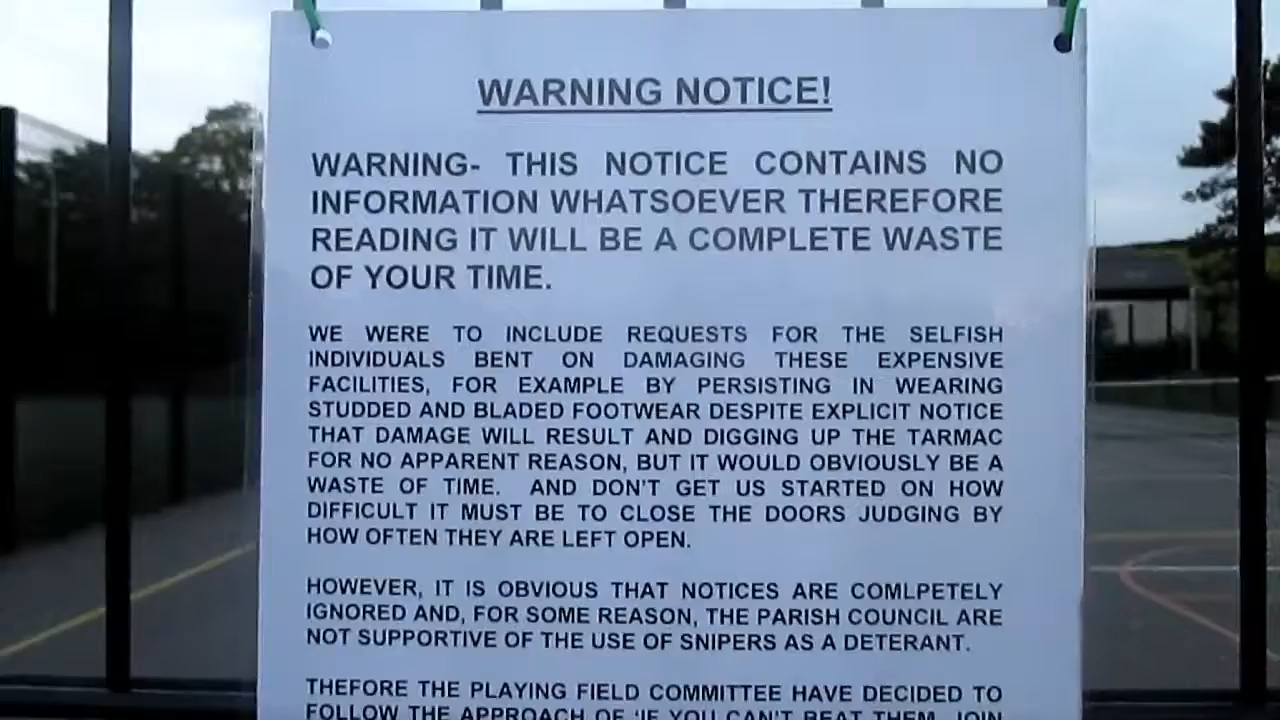 WARNING NOTICE!
WARNING- THIS NOTICE CONTAINS NO
INFORMATION WHATSOEVER THEREFORE
READING IT WILL BE A COMPLETE WASTE
OF YOUR TIME.
WE WERE TO INCLUDE REQUESTS FOR THE SELFISH
INDIVIDUALS BENT ON DAMAGING THESE EXPENSIVE
FACILITIES, FOR EXAMPLE BY PERSISTING IN WEARING
STUDDED AND BLADED FOOTWEAR DESPITE EXPLICIT NOTICE
THAT DAMAGE WILL RESULT AND DIGGING UP THE TARMAC
FOR NO APPARENT REASON, BUT IT WOULD OBVIOUSLY BE A
WASTE OF TIME. AND DON'T GET US STARTED ON HOW
DIFFICULT IT MUST BE TO CLOSE THE DOORS JUDGING BY
HOW OFTEN THEY ARE LEFT OPEN.
HOWEVER, IT IS OBVIOUS THAT NOTICES ARE COMLPETELY
IGNORED AND, FOR SOME REASON, THE PARISH COUNCIL ARE
NOT SUPPORTIVE OF THE USE OF SNIPERS AS A DETERANT.
THEFORE THE PLAYING FIELD COMMITTEE HAVE DECIDED TO
FOLLOW THE APPROACH OF 'IF YOU CAN'T BEAT THEM, JOIN